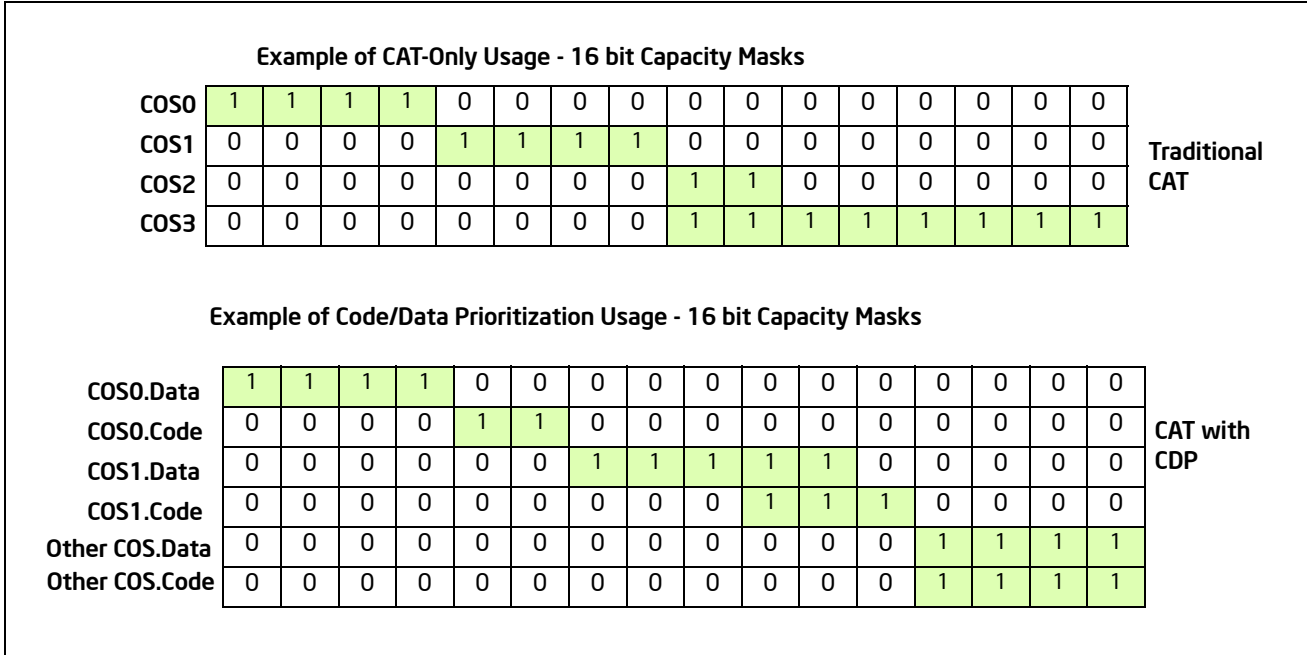 Example of CAT-Only Usage - 16 bit Capacity Masks
COS0 1 1 1 1 0 0 0 0 0 0 0 0 0 0 0 0
COS1 0 0 0 0 1 1 1 1 0 0 0 0 0 0 0 0
COS2 0 0 0 0 0 0 0 0 1 1 0 0 0 0 0 0
COS3 0 0 0 0 0 0 0 0 1 1 1 1 1 1 1 1
Traditional
CAT
Example of Code/Data Prioritization Usage - 16 bit Capacity Masks
COS0.Data 1 1 1 1 0 0 0 0 0 0 0 0 0 0 0 0
COS0.Code 0 0 0 0 1 1 0 0 0 0 0 0 0 0 0 0
COS1.Data 0 0 0 0 0 0 1 1 1 1 1 0 0 0 0 0
COS1.Code 0 0 0 0 0 0 0 0 0 1 1 1 0 0 0 0
Other COS.Data 0 0 0 0 0 0 0 0 0 0 0 0 1 1 1 1
Other COS.Code 0 0 0 0 0 0 0 0 0 0 0 0 1 1 1 1
CAT with
CDP